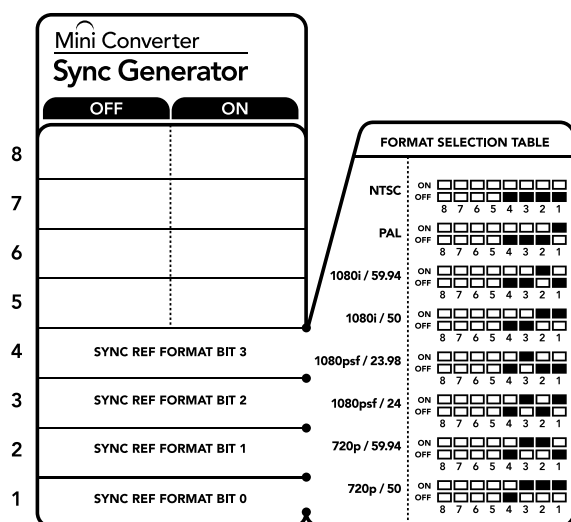 Mini Converter
Sync Generator
OFF ON
8
7
6
5
4 SYNC REF FORMAT BIT 3
3 SYNC REF FORMAT BIT 2
2 SYNC REF FORMAT BIT 1
1 SYNC REF FORMAT BIT 0
FORMAT SELECTION TABLE
NTSC
ON
OFF
8 7 6 5 4 3 2 1
PAL
ON
OFF
8 7 6 5 4 3 2 1
1080i / 59.94
ON
OFF
8 7 6 5 4 3 2 1
1080i / 50
ON
OFF
8 7 6 5 4 3 2 1
1080psf / 23.98
ON
OFF
8 7 6 5 4 3 2 1
1080psf / 24
ON
OFF
8 7 6 5 4 3 2 1
720p / 59.94
ON
OFF
8 7 6 5 4 3 2 1
720p / 50
ON
OFF
8 7 6 5 4 3 2 1